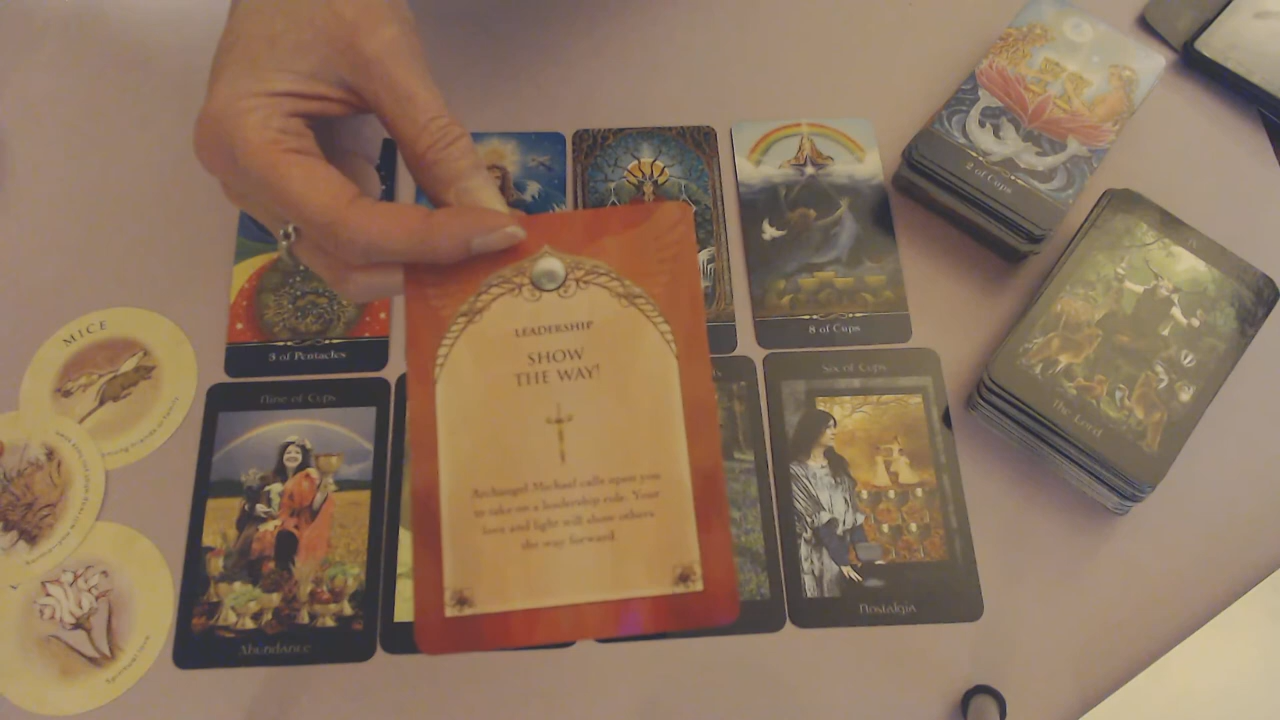 2 of Cups
LEADERSHIP
SHOW
THE WAY!
Archangel Michael calls upon you
to take on a leadership role. Your
love and light will show others
the way forward.
3 of Pentacles
8 of Cups
MICE
Nine of Cups
Abundance
Six of Cups
Nostalgia
The Lord
Spiritual love